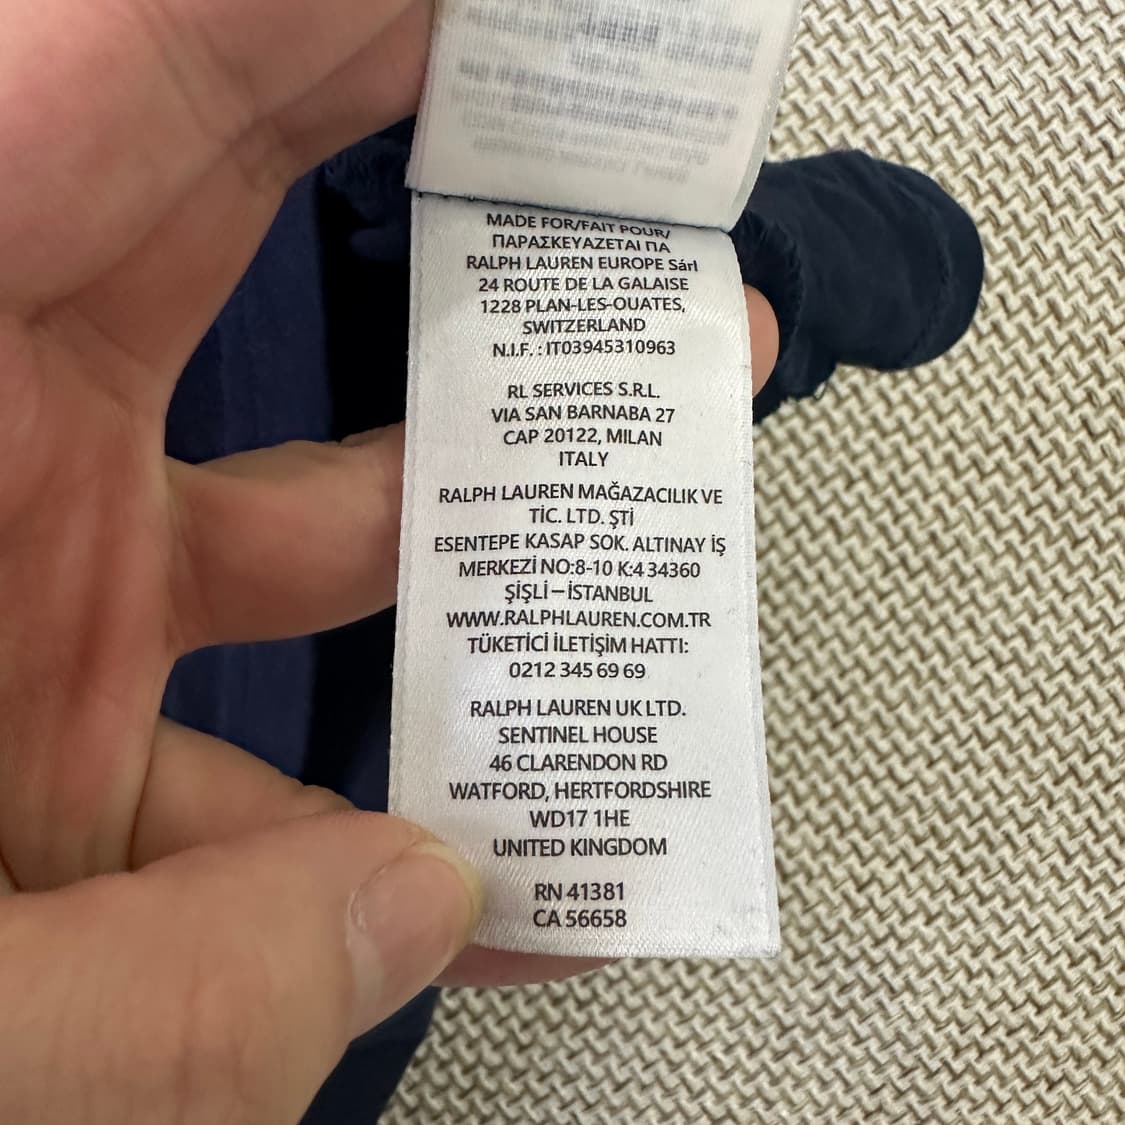 MADE FOR/FAIT POUR/
ΠΑΡΑΣΚΕΥΑΖΕΤΑΙ ΠΑ
RALPH LAUREN EUROPE Sárl
24 ROUTE DE LA GALAISE
1228 PLAN-LES-OUATES,
SWITZERLAND
N.I.F. : IT03945310963
RL SERVICES S.R.L.
VIA SAN BARNABA 27
CAP 20122, MILAN
ITALY
RALPH LAUREN MAĞAZACILIK VE
TİC. LTD. ŞTİ
ESENTEPE KASAP SOK. ALTINAY İŞ
MERKEZİ NO:8-10 K:4 34360
ŞİŞLİ – İSTANBUL
WWW.RALPHLAUREN.COM.TR
TÜKETİCİ İLETİŞİM HATTI:
0212 345 69 69
RALPH LAUREN UK LTD.
SENTINEL HOUSE
46 CLARENDON RD
WATFORD, HERTFORDSHIRE
WD17 1HE
UNITED KINGDOM
RN 41381
CA 56658